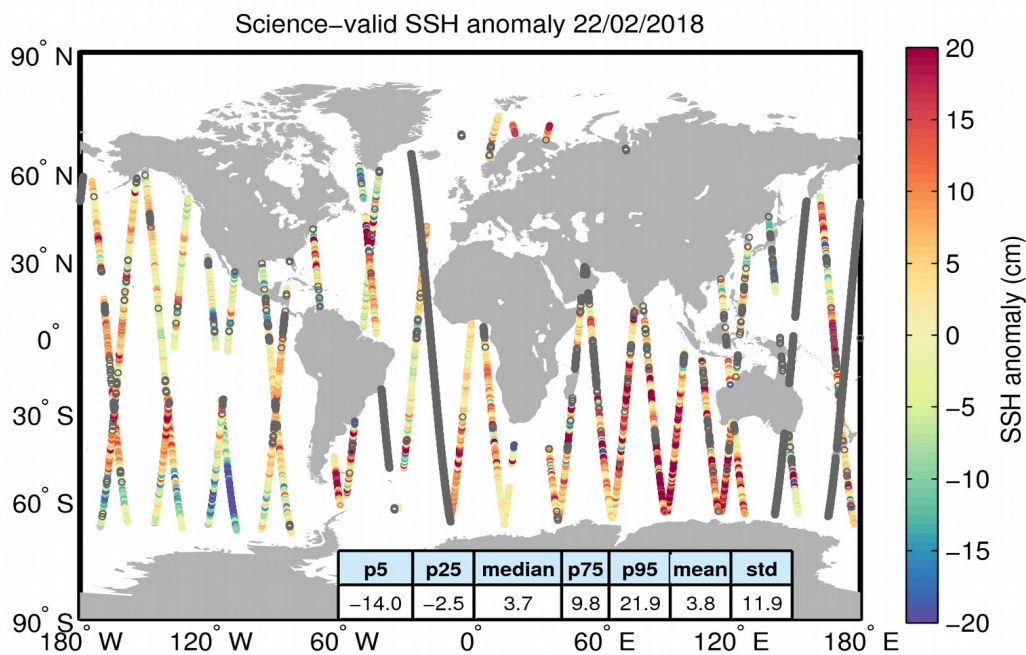 Science−valid SSH anomaly 22/02/2018
90° N
60° N
30° N
0°
30° S
60° S
90° S
180° W
120° W
60° W
0°
60° E
120° E
180° E
p5 p25 median p75 p95 mean std
−14.0 −2.5 3.7 9.8 21.9 3.8 11.9
20
15
10
5
0
−5
−10
−15
−20
SSH anomaly (cm)